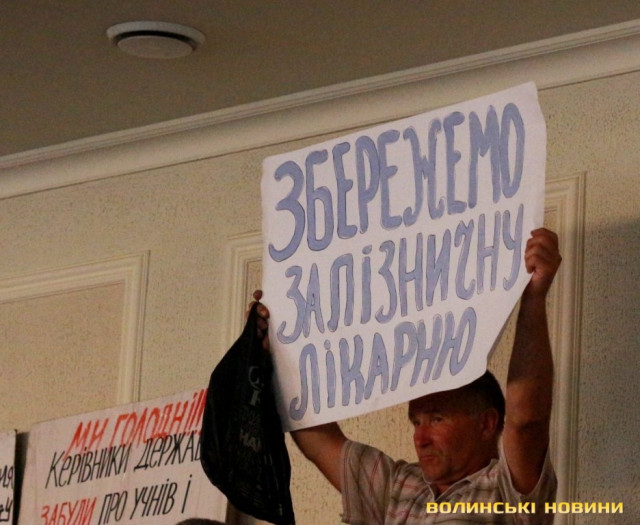 ЗБЕРЕЖЕМО
ЗАЛІЗНИЧНУ
ЛІКАРНЮ
МИ ГОЛОДНІ
КЕРІВНИКИ ДЕРЖАВ
ЗАБУЛИ ПРО УЧНІВ І
ВОЛИНСЬКІ НОВИНИ